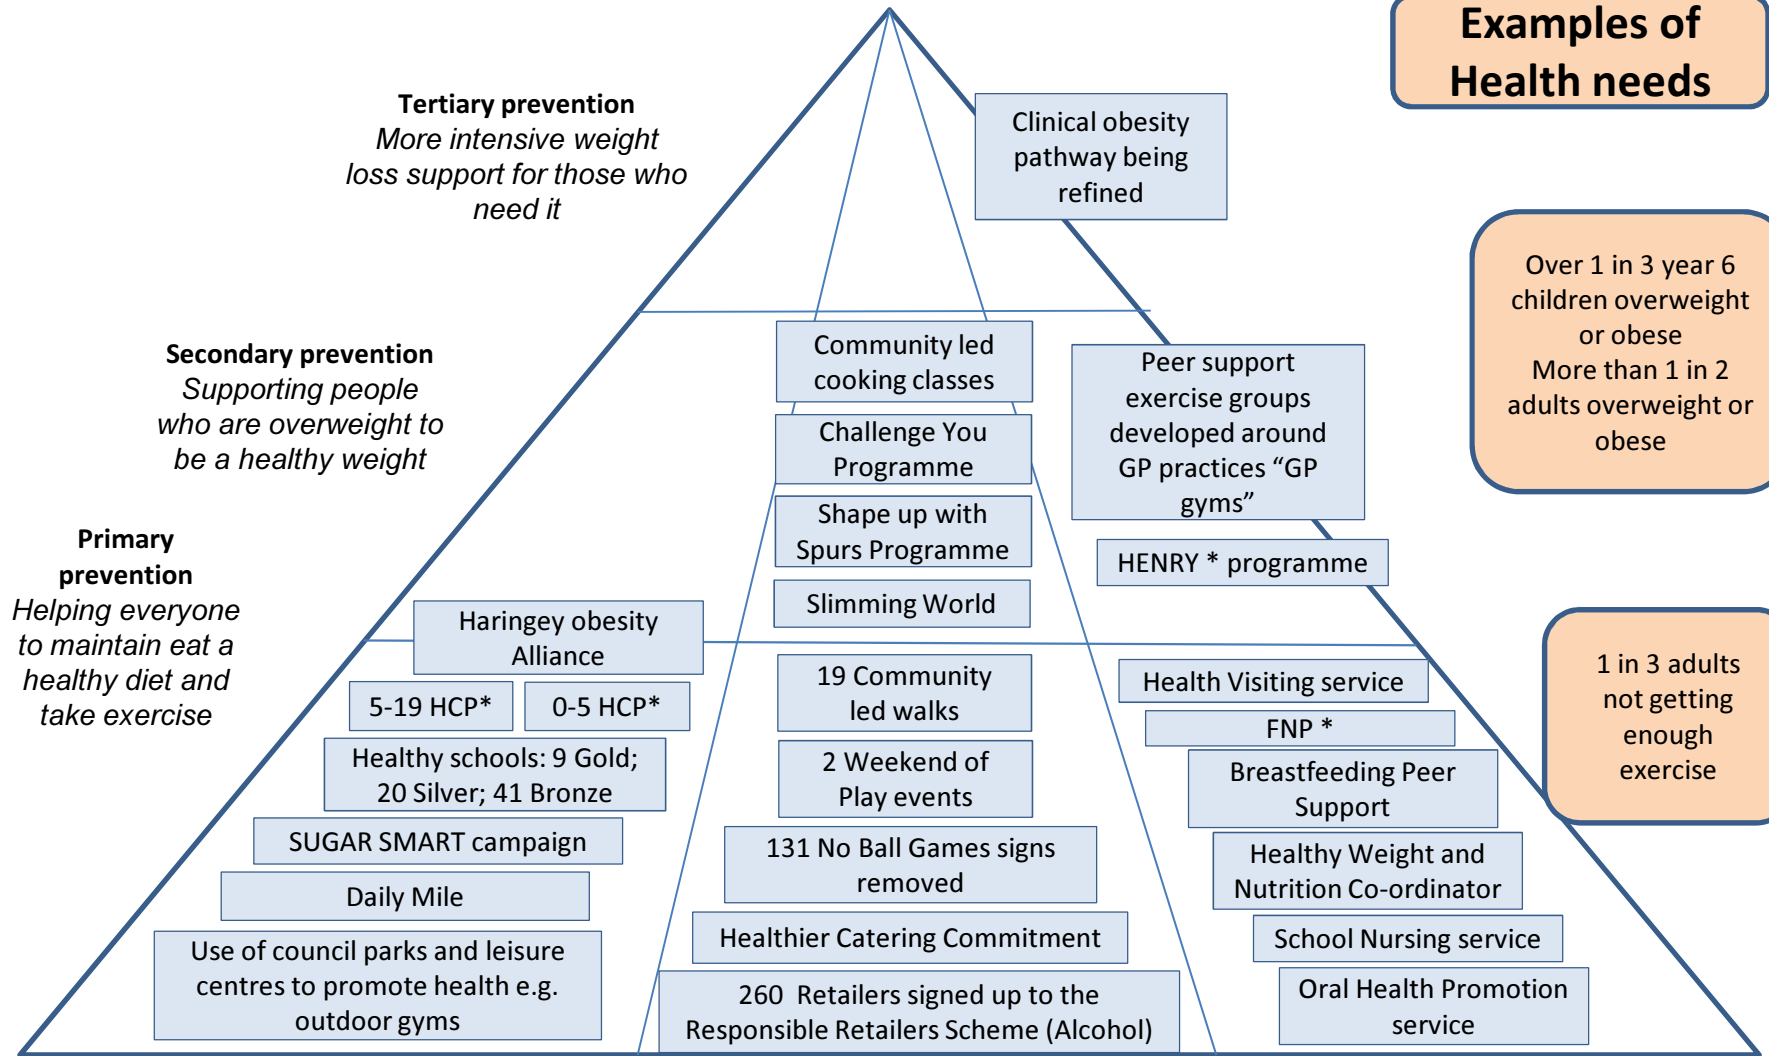 Examples of
Health needs
Tertiary prevention
More intensive weight
loss support for those who
need it
Clinical obesity
pathway being
refined
Over 1 in 3 year 6
children overweight
or obese
More than 1 in 2
adults overweight or
obese
Secondary prevention
Supporting people
who are overweight to
be a healthy weight
Community led
cooking classes
Challenge You
Programme
Shape up with
Spurs Programme
Slimming World
Peer support
exercise groups
developed around
GP practices “GP
gyms”
HENRY * programme
Primary
prevention
Helping everyone
to maintain eat a
healthy diet and
take exercise
Haringey obesity
Alliance
5-19 HCP*
0-5 HCP*
Healthy schools: 9 Gold;
20 Silver; 41 Bronze
SUGAR SMART campaign
Daily Mile
Use of council parks and leisure
centres to promote health e.g.
outdoor gyms
19 Community
led walks
2 Weekend of
Play events
131 No Ball Games signs
removed
Healthier Catering Commitment
260 Retailers signed up to the
Responsible Retailers Scheme (Alcohol)
Health Visiting service
FNP *
Breastfeeding Peer
Support
Healthy Weight and
Nutrition Co-ordinator
School Nursing service
Oral Health Promotion
service
1 in 3 adults
not getting
enough
exercise